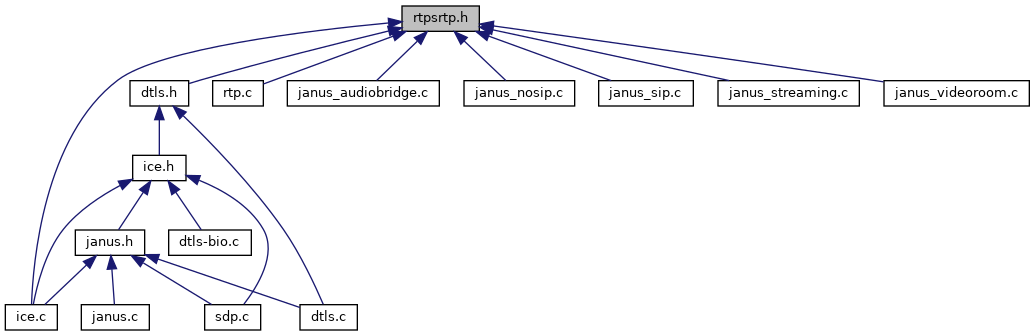 rtpsrtp.h
dtls.h
rtp.c
janus_audiobridge.c
janus_nosip.c
janus_sip.c
janus_streaming.c
janus_videoroom.c
ice.h
janus.h
dtls-bio.c
ice.c
janus.c
sdp.c
dtls.c